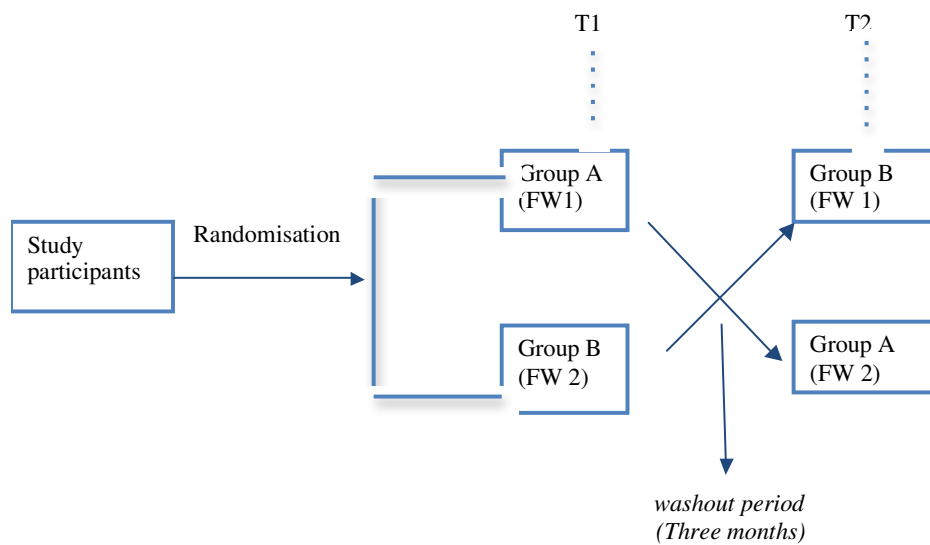 T1
T2
Group A
(FW1)
Group B
(FW 1)
Randomisation
Study
participants
Group B
(FW 2)
Group A
(FW 2)
washout period
(Three months)